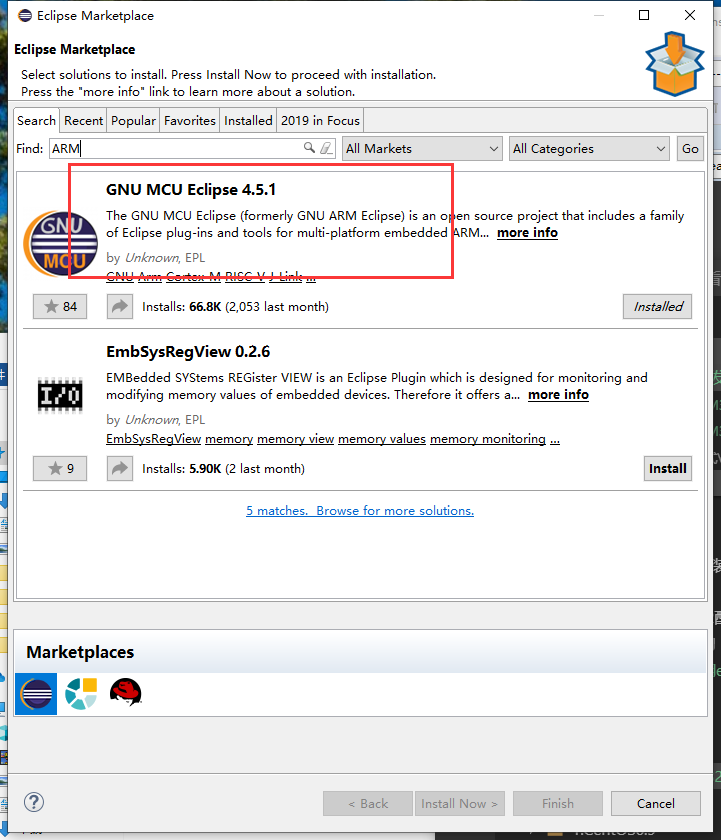 Eclipse Marketplace
Eclipse Marketplace
Select solutions to install. Press Install Now to proceed with installation.
Press the "more info" link to learn more about a solution.
Search Recent Popular Favorites Installed 2019 in Focus
Find: ARM All Markets All Categories Go
GNU MCU Eclipse 4.5.1
The GNU MCU Eclipse (formerly GNU ARM Eclipse) is an open source project that includes a family
of Eclipse plug-ins and tools for multi-platform embedded ARM... more info
GNU
MCU
by Unknown, EPL
GNU Arm Cortex-M RISC-V J-Link ...
84 Installs: 66.8K (2,053 last month) Installed
EmbSysRegView 0.2.6
EMBedded SYStems REGister VIEW is an Eclipse Plugin which is designed for monitoring and
modifying memory values of embedded devices. Therefore it offers a... more info
I/O
by Unknown, EPL
EmbSysRegView memory memory view memory values memory monitoring ...
9 Installs: 5.90K (2 last month) Install
5 matches. Browse for more solutions.
Marketplaces
? < Back Install Now > Finish Cancel